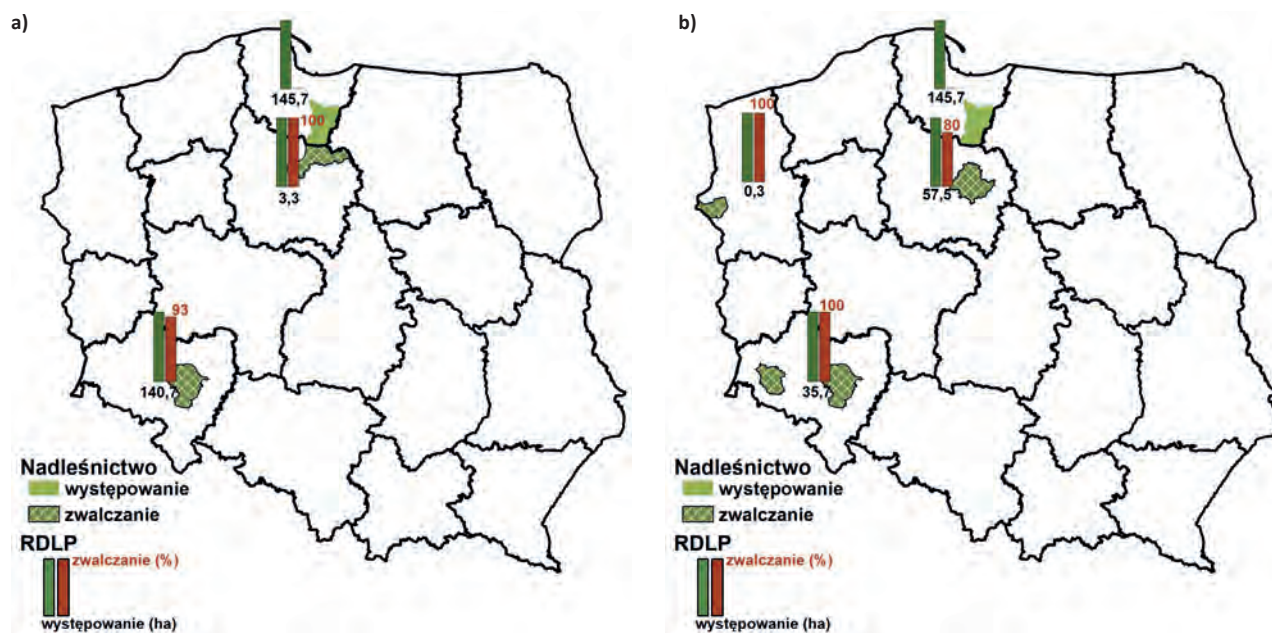 a)
145,7
100
3,3
93
140,7
Nadleśnictwo
występowanie
zwalczanie
RDLP
zwalczanie (%)
występowanie (ha)
b)
145,7
100
80
0,3
57,5
100
35,7
Nadleśnictwo
występowanie
zwalczanie
RDLP
zwalczanie (%)
występowanie (ha)